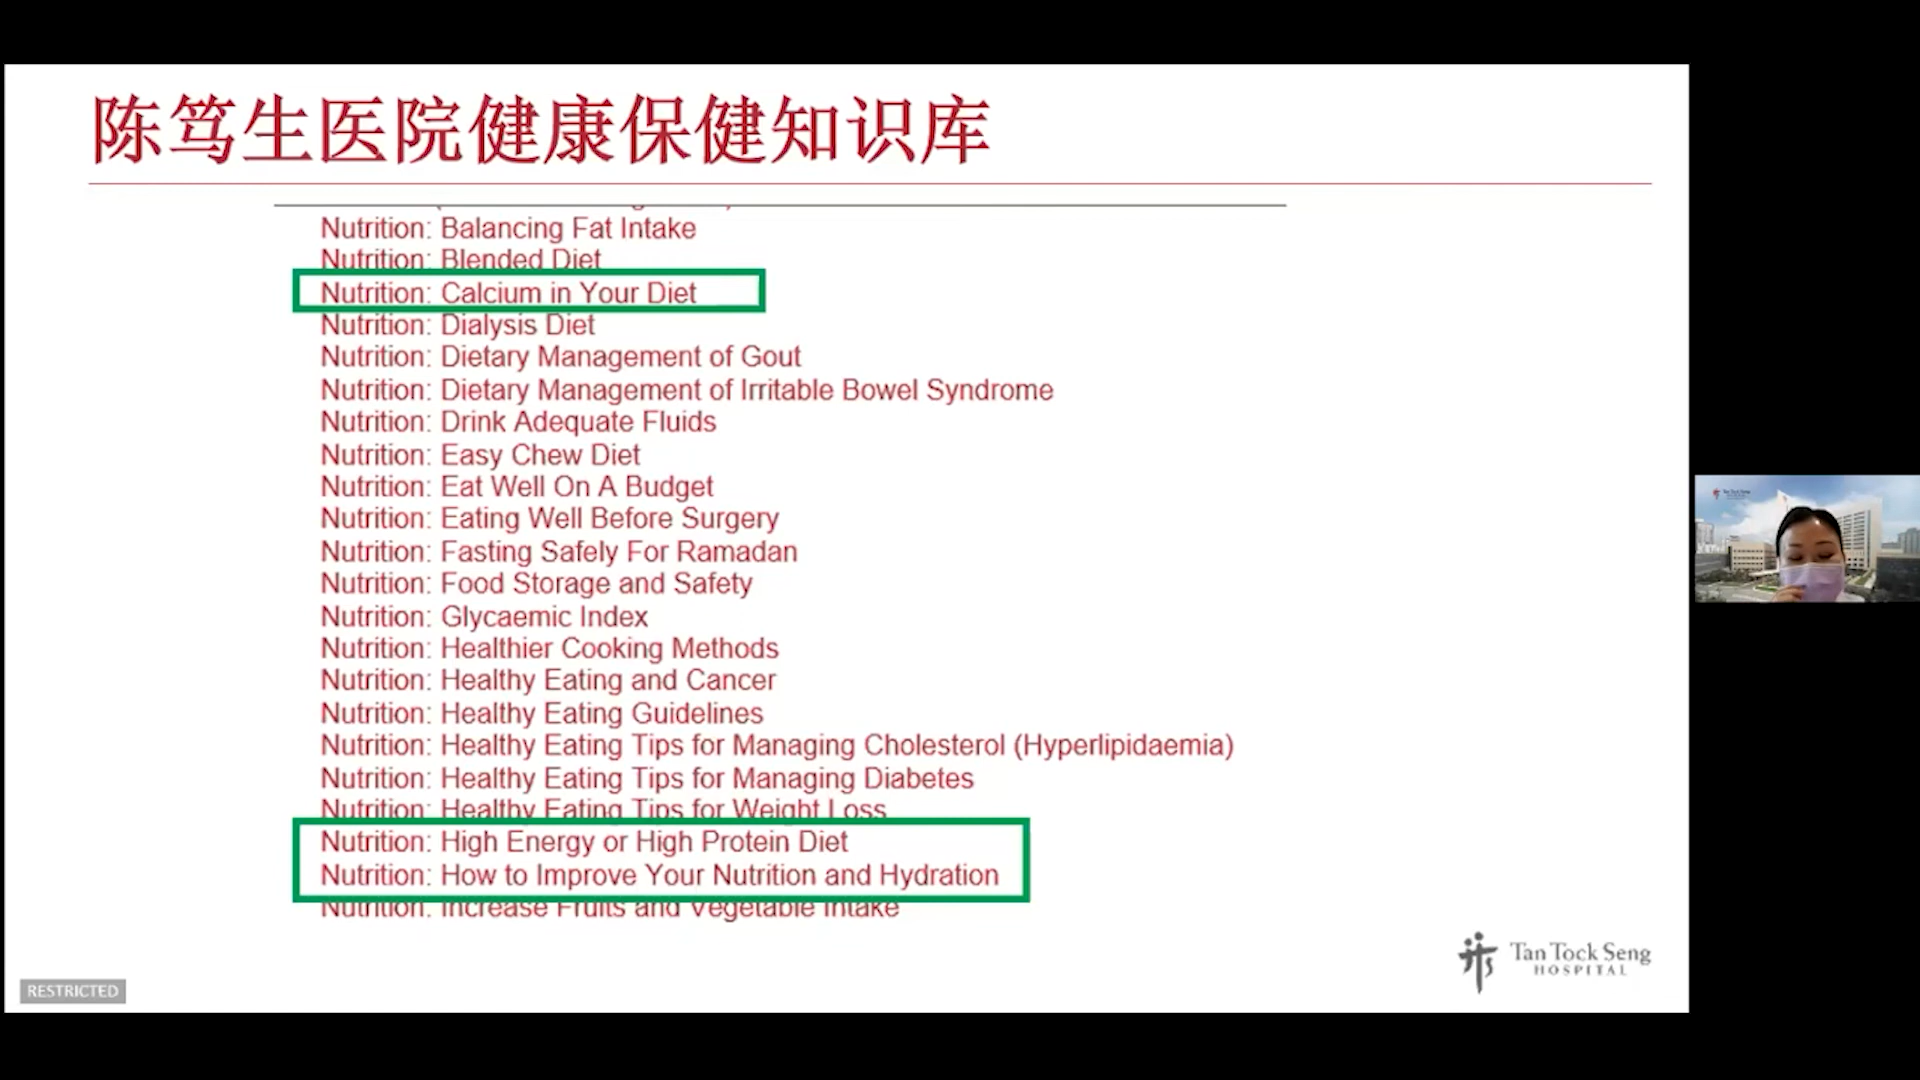 陈笃生医院健康保健知识库
Nutrition: Balancing Fat Intake
Nutrition: Blended Diet
Nutrition: Calcium in Your Diet
Nutrition: Dialysis Diet
Nutrition: Dietary Management of Gout
Nutrition: Dietary Management of Irritable Bowel Syndrome
Nutrition: Drink Adequate Fluids
Nutrition: Easy Chew Diet
Nutrition: Eat Well On A Budget
Nutrition: Eating Well Before Surgery
Nutrition: Fasting Safely For Ramadan
Nutrition: Food Storage and Safety
Nutrition: Glycaemic Index
Nutrition: Healthier Cooking Methods
Nutrition: Healthy Eating and Cancer
Nutrition: Healthy Eating Guidelines
Nutrition: Healthy Eating Tips for Managing Cholesterol (Hyperlipidaemia)
Nutrition: Healthy Eating Tips for Managing Diabetes
Nutrition: Healthy Eating Tips for Weight Loss
Nutrition: High Energy or High Protein Diet
Nutrition: How to Improve Your Nutrition and Hydration
Nutrition: Increase Fruits and Vegetable Intake
Tan Tock Seng
HOSPITAL
RESTRICTED
Tan Tock Seng